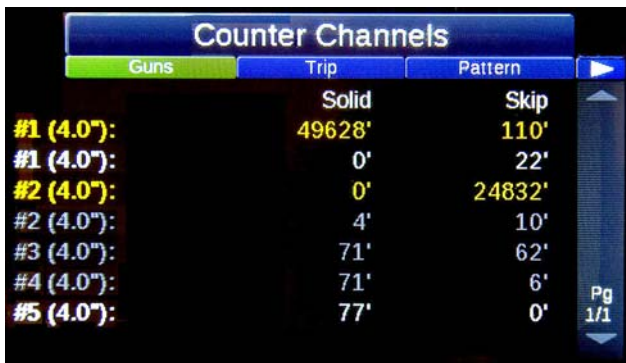 Counter Channels
Guns Trip Pattern
Solid Skip
#1 (4.0"): 49628' 110'
#1 (4.0"): 0' 22'
#2 (4.0"): 0' 24832'
#2 (4.0"): 4' 10'
#3 (4.0"): 71' 62'
#4 (4.0"): 71' 6'
#5 (4.0"): 77' 0'
Pg
1/1